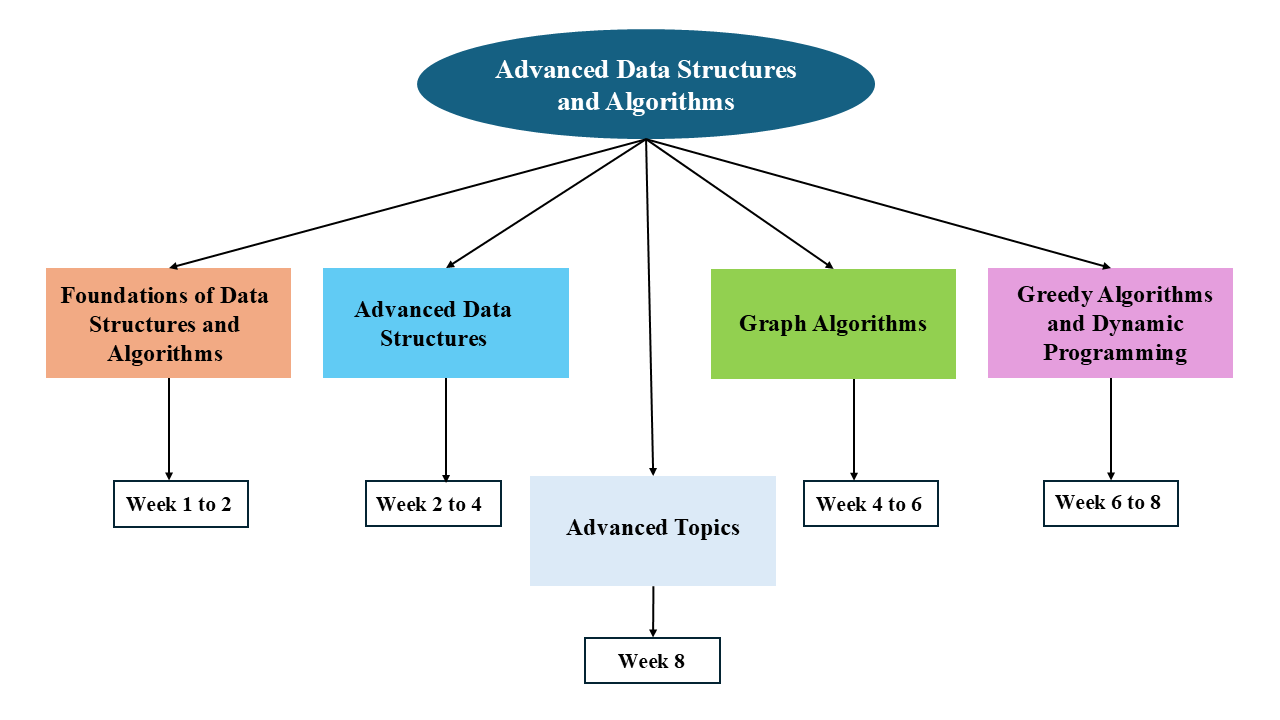 Advanced Data Structures
and Algorithms
Foundations of Data
Structures and
Algorithms
Advanced Data
Structures
Graph Algorithms
Greedy Algorithms
and Dynamic
Programming
Week 1 to 2
Week 2 to 4
Advanced Topics
Week 4 to 6
Week 6 to 8
Week 8